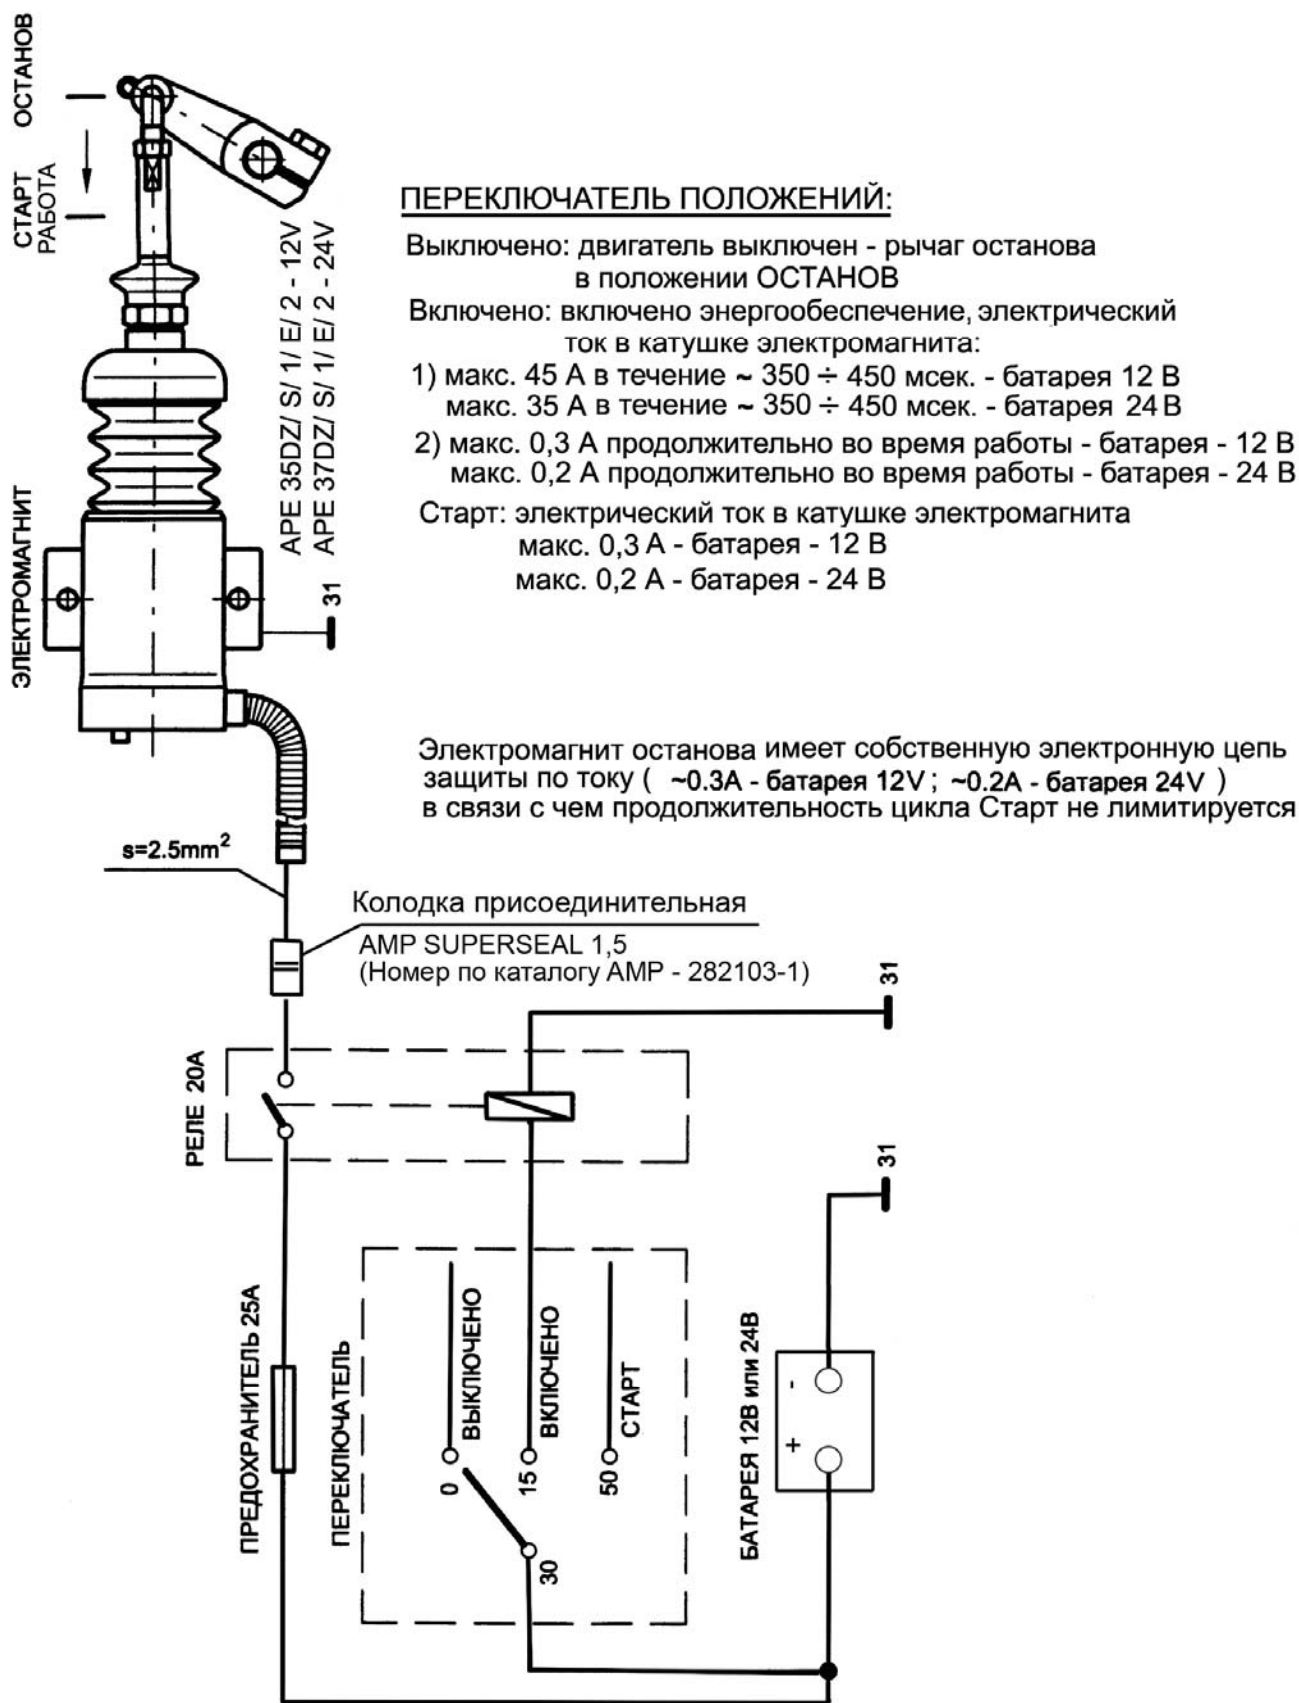 ОСТАНОВ
СТАРТ
РАБОТА
APE 35DZ/ S/ 1/ E/ 2 - 12V
APE 37DZ/ S/ 1/ E/ 2 - 24V
ЭЛЕКТРОМАГНИТ
31
ПЕРЕКЛЮЧАТЕЛЬ ПОЛОЖЕНИЙ:
Выключено: двигатель выключен - рычаг останова
в положении ОСТАНОВ
Включено: включено энергообеспечение, электрический
ток в катушке электромагнита:
1) макс. 45 А в течение ~ 350 ÷ 450 мсек. - батарея 12 В
макс. 35 А в течение ~ 350 ÷ 450 мсек. - батарея 24 В
2) макс. 0,3 А продолжительно во время работы - батарея - 12 В
макс. 0,2 А продолжительно во время работы - батарея - 24 В
Старт: электрический ток в катушке электромагнита
макс. 0,3 А - батарея - 12 В
макс. 0,2 А - батарея - 24 В
Электромагнит останова имеет собственную электронную цепь
защиты по току ( ~0.3А - батарея 12V ; ~0.2А - батарея 24V )
в связи с чем продолжительность цикла Старт не лимитируется
s=2.5mm²
Колодка присоединительная
AMP SUPERSEAL 1,5
(Номер по каталогу AMP - 282103-1)
31
РЕЛЕ 20А
31
ПРЕДОХРАНИТЕЛЬ 25А
ПЕРЕКЛЮЧАТЕЛЬ
ВЫКЛЮЧЕНО
ВКЛЮЧЕНО
СТАРТ
0
15
50
30
БАТАРЕЯ 12В или 24В
-
+